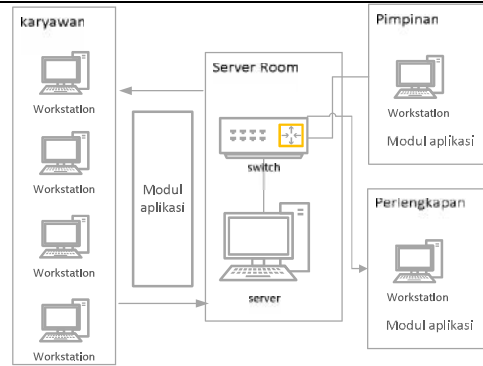 karyawan
Workstation
Workstation
Workstation
Workstation
Modul
aplikasi
Server Room
switch
server
Pimpinan
Workstation
Modul aplikasi
Perlengkapan
Workstation
Modul aplikasi